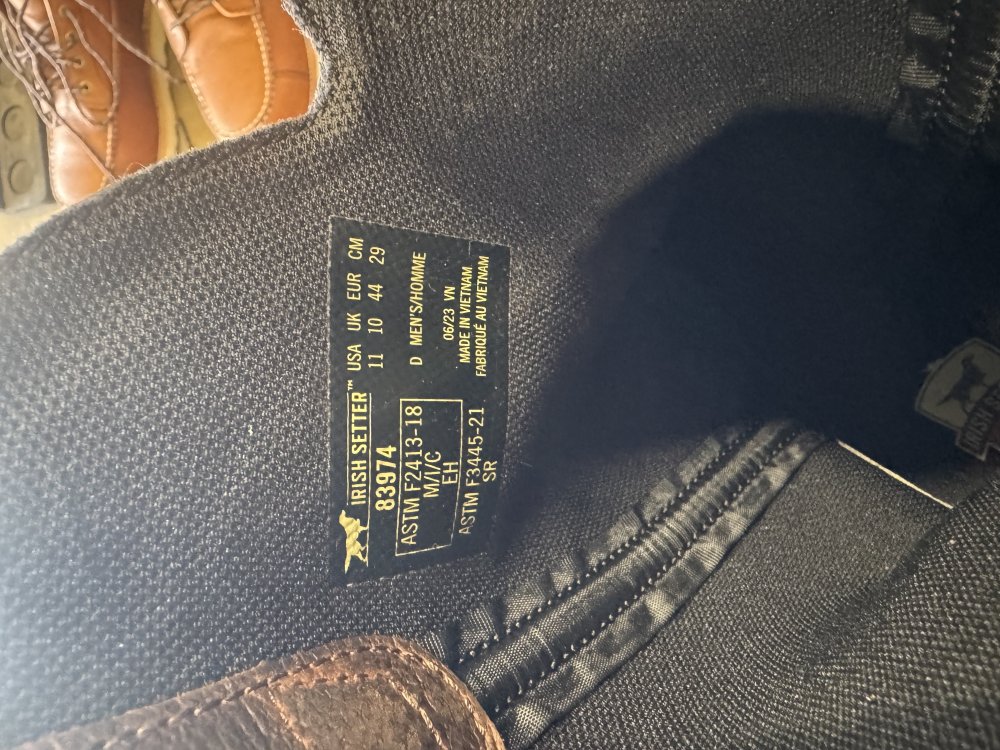 IRISH SETTER™
83974
ASTM F2413-18
M/I/C
EH
ASTM F3445-21
SR
USA UK EUR CM
11 10 44 29
D MEN'S/HOMME
06/23 VN
MADE IN VIETNAM
FABRIQUÉ AU VIETNAM
IRISH